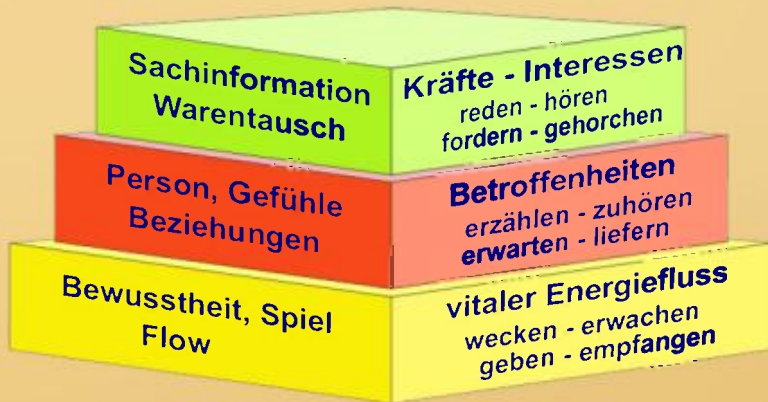 Sachinformation
Warentausch
Kräfte - Interessen
reden - hören
fordern - gehorchen
Person, Gefühle
Beziehungen
Betroffenheiten
erzählen - zuhören
erwarten - liefern
Bewusstheit, Spiel
Flow
vitaler Energiefluss
wecken - erwachen
geben - empfangen